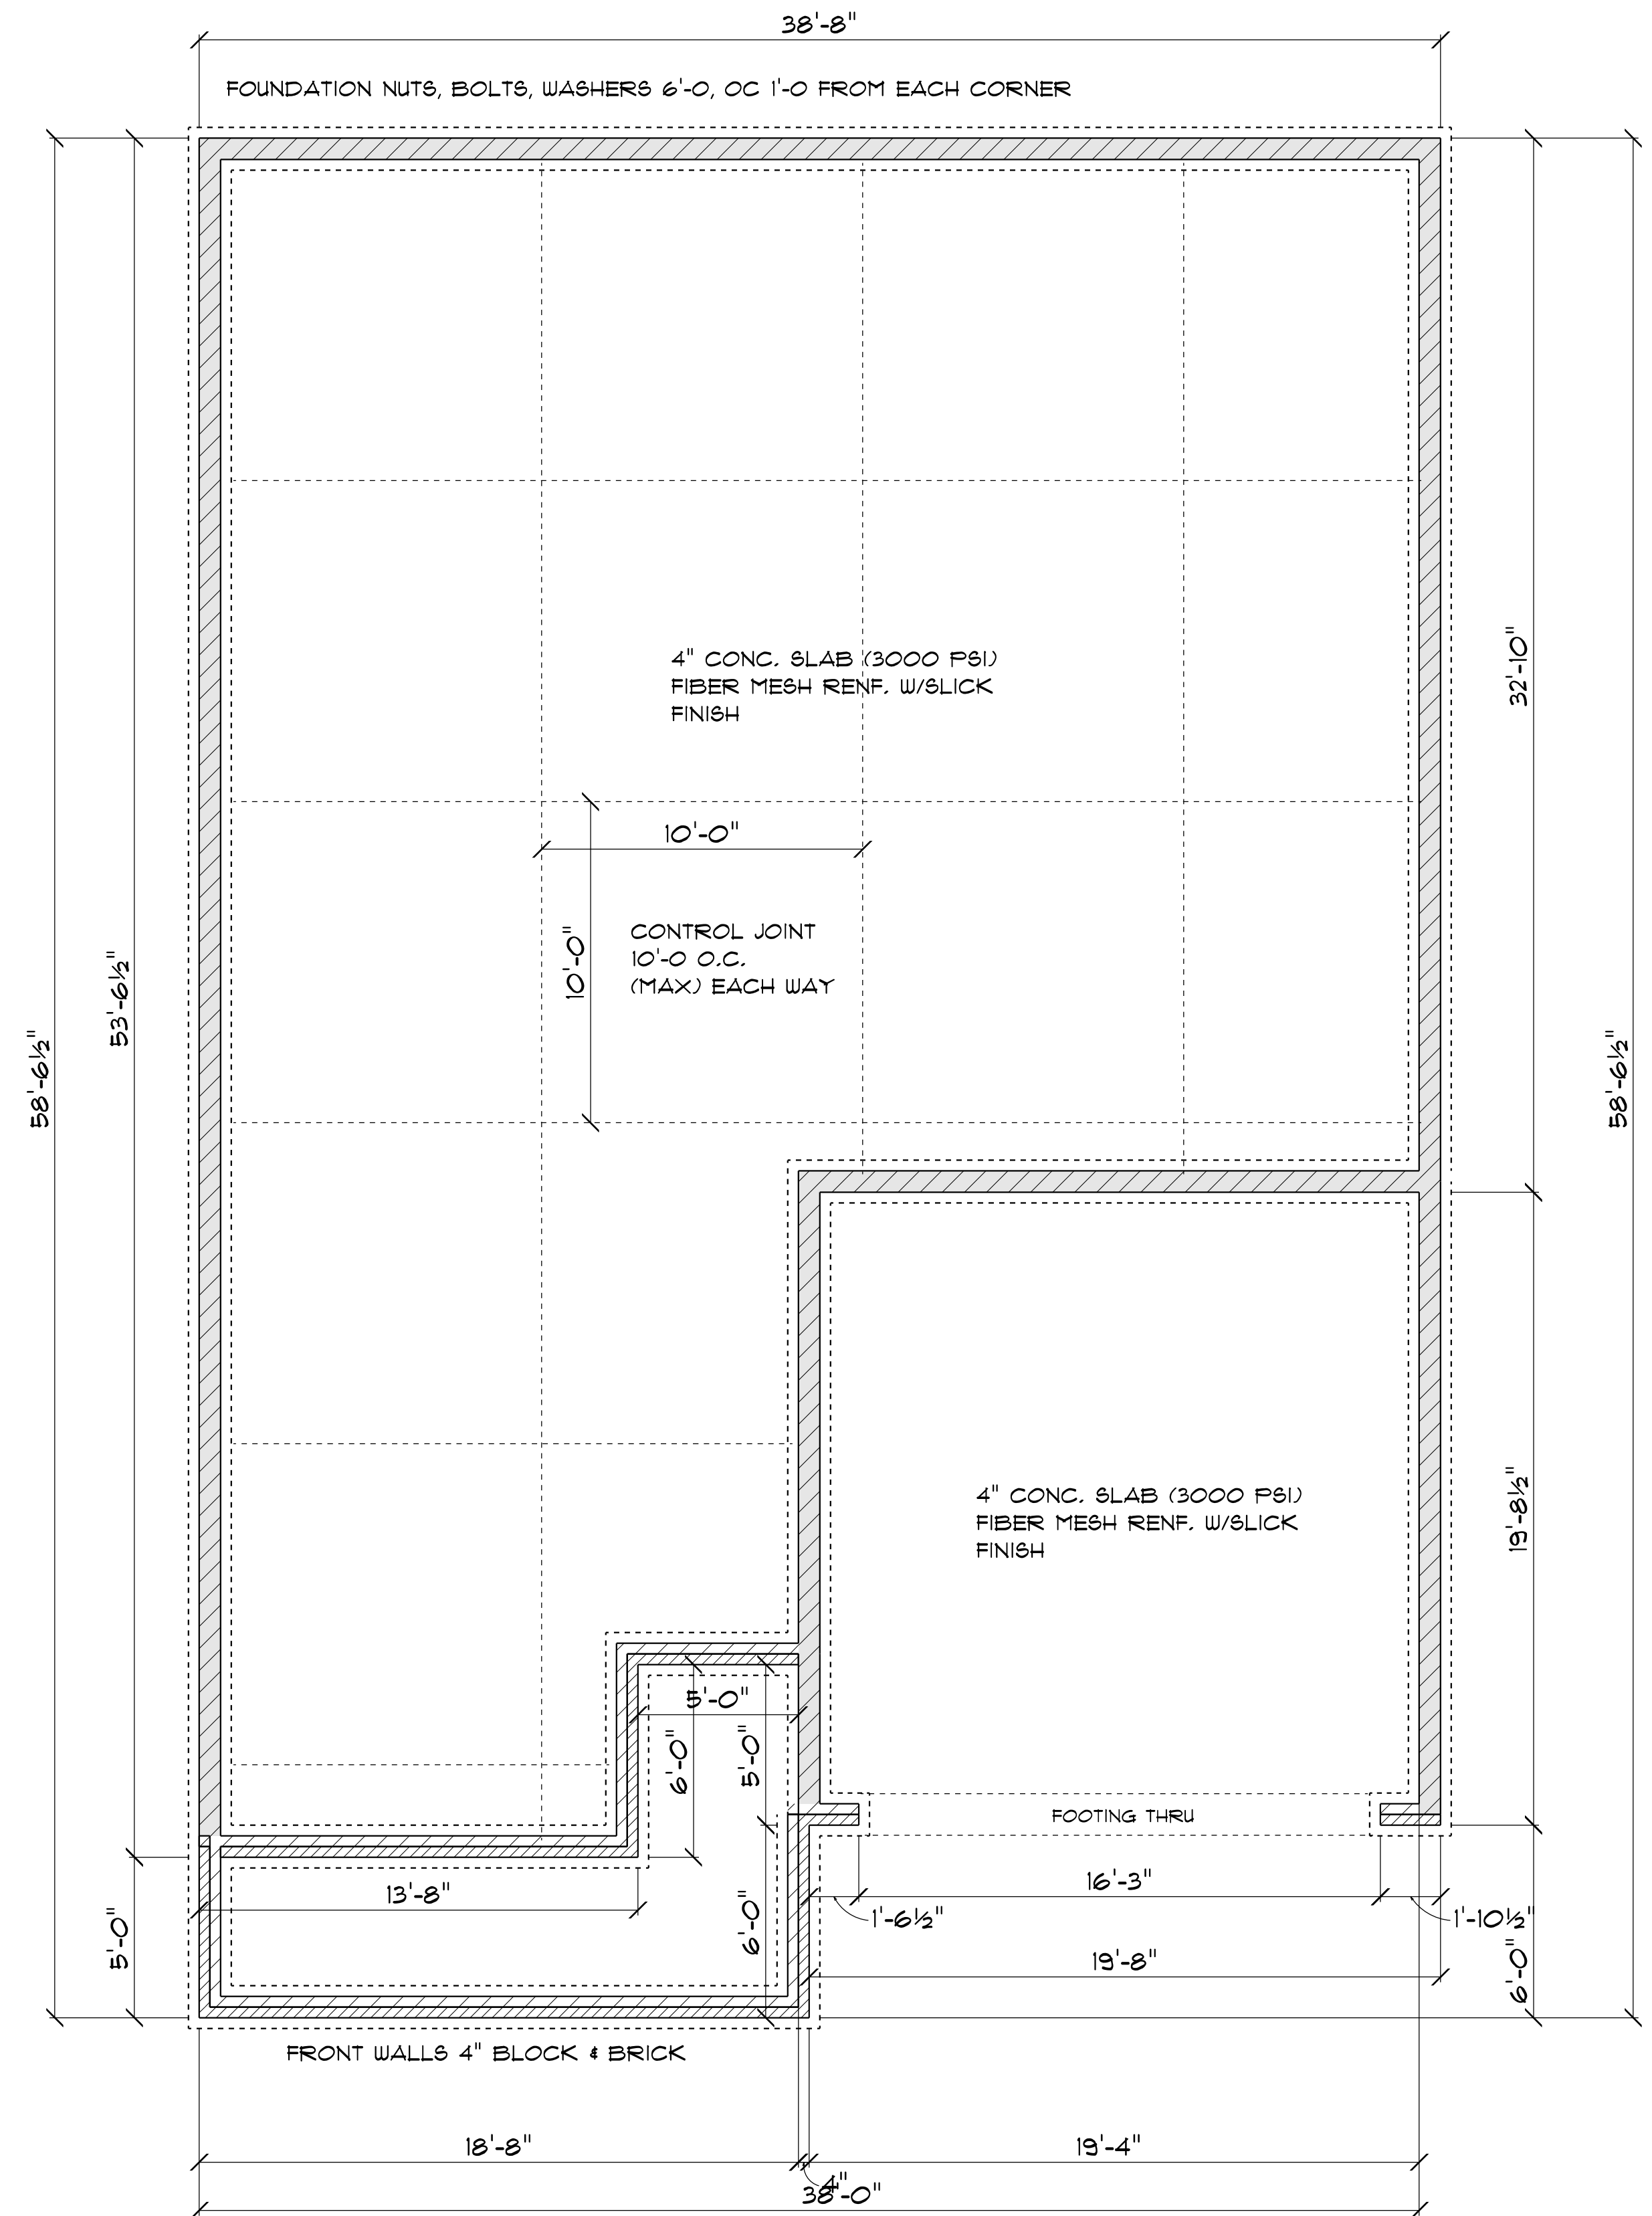 38'-8"
FOUNDATION NUTS, BOLTS, WASHERS 6'-0, OC 1'-0 FROM EACH CORNER
32'-10"
4" CONC. SLAB (3000 PSI)
FIBER MESH RENF. W/SLICK
FINISH
10'-0"
10'-0"
CONTROL JOINT
10'-0 O.C.
(MAX) EACH WAY
53'-6½"
58'-6½"
58'-6½"
19'-8½"
4" CONC. SLAB (3000 PSI)
FIBER MESH RENF. W/SLICK
FINISH
5'-0"
6'-0"
5'-0"
FOOTING THRU
16'-3"
13'-8"
1'-6½"
1'-10½"
5'-0"
6'-0"
19'-8"
6'-0"
FRONT WALLS 4" BLOCK & BRICK
18'-8"
19'-4"
4"
38'-0"